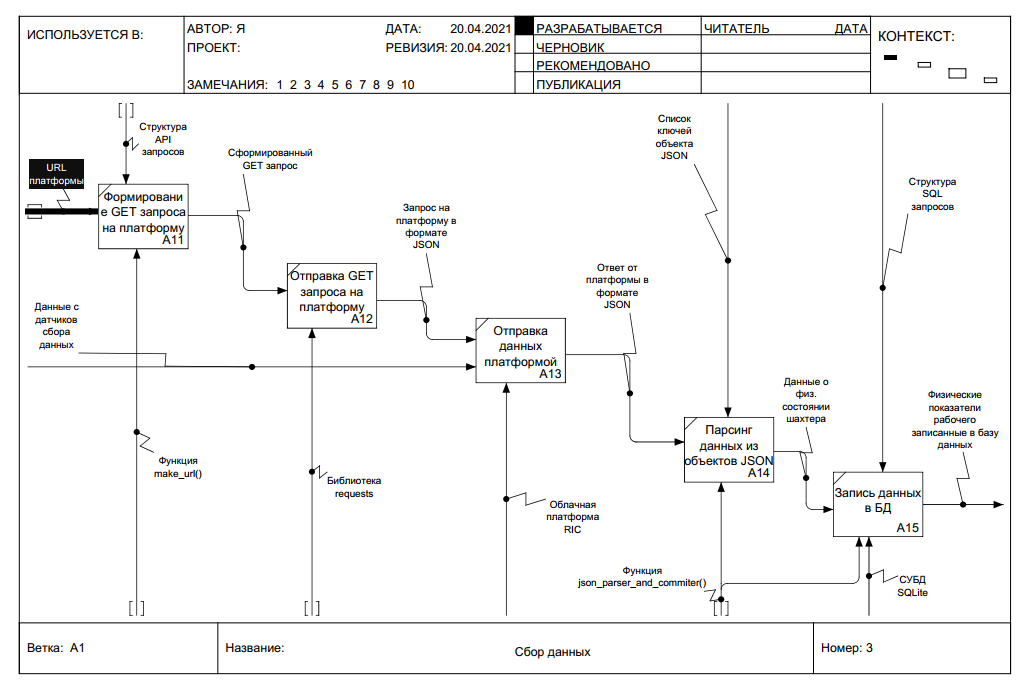 ИСПОЛЬЗУЕТСЯ В:
АВТОР: Я
ДАТА: 20.04.2021
ПРОЕКТ:
РЕВИЗИЯ: 20.04.2021
ЗАМЕЧАНИЯ: 1 2 3 4 5 6 7 8 9 10
РАЗРАБАТЫВАЕТСЯ
ЧЕРНОВИК
РЕКОМЕНДОВАНО
ПУБЛИКАЦИЯ
ЧИТАТЕЛЬ
ДАТА
КОНТЕКСТ:
Структура
API
запросов
URL
платформы
Формировани
е GET запроса
на платформу
A11
Сформированный
GET запрос
Отправка GET
запроса на
платформу
A12
Запрос на
платформу в
формате
JSON
Данные с
датчиков
сбора
данных
Отправка
данных
платформой
A13
Ответ от
платформы в
формате
JSON
Список
ключей
объекта
JSON
Парсинг
данных из
объектов JSON
A14
Данные о
физ.
состоянии
шахтера
Структура
SQL
запросов
Запись данных
в БД
A15
Физические
показатели
рабочего
записанные в базу
данных
Функция
make_url()
Библиотека
requests
Облачная
платформа
RIC
Функция
json_parser_and_commiter()
СУБД
SQLite
Ветка: A1
Название:
Сбор данных
Номер: 3